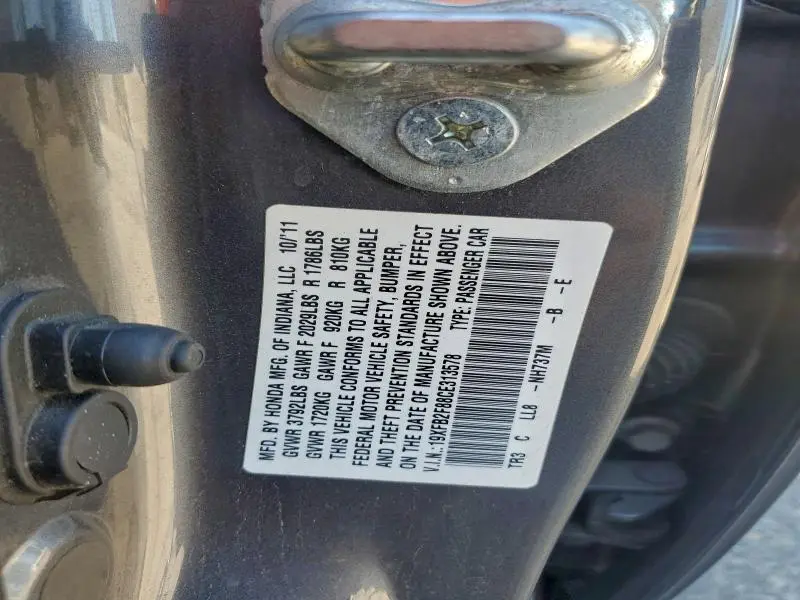 MFD. BY HONDA MFG. OF INDIANA, LLC 10/'11
GVWR 3792LBS GAWR F 2029LBS R 1786LBS
GVWR 1720KG GAWR F 920KG R 810KG
THIS VEHICLE CONFORMS TO ALL APPLICABLE
FEDERAL MOTOR VEHICLE SAFETY, BUMPER,
AND THEFT PREVENTION STANDARDS IN EFFECT
ON THE DATE OF MANUFACTURE SHOWN ABOVE.
V.I.N.:19XFB2F88CE313578 TYPE: PASSENGER CAR
TR3 C LL8 -NH737M -B -E